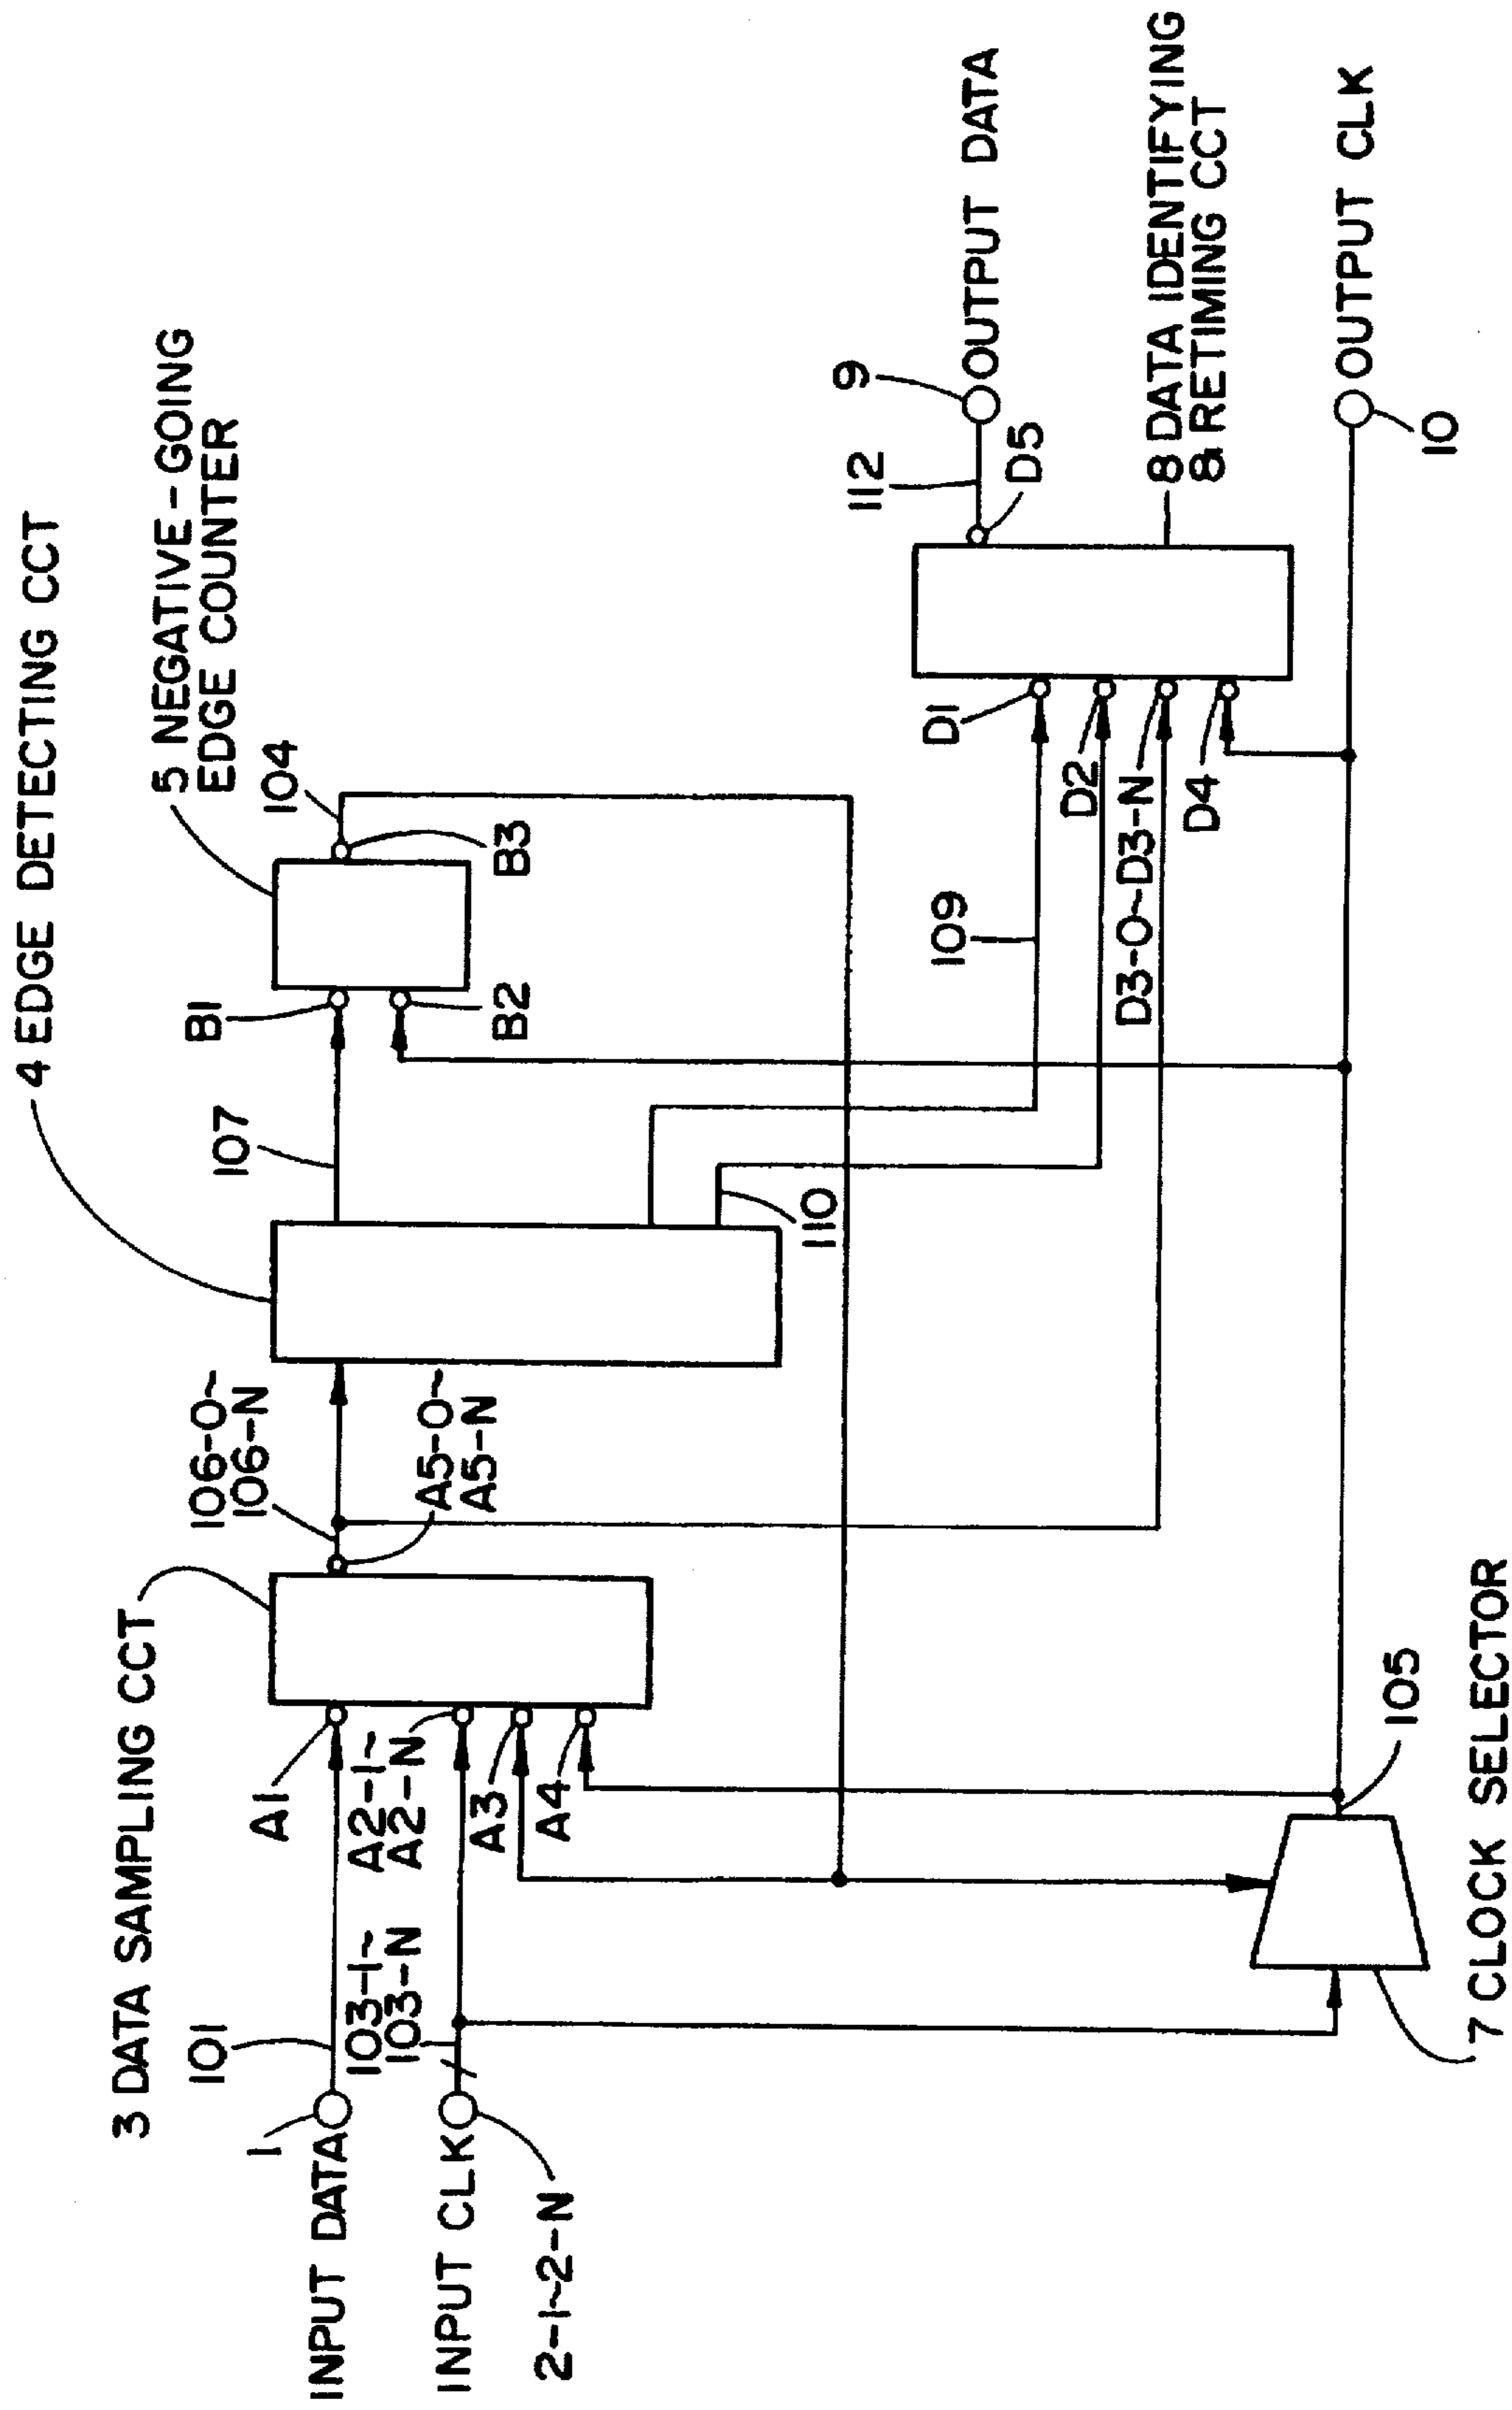 4 EDGE DETECTING CCT
5 NEGATIVE-GOING
EDGE COUNTER
3 DATA SAMPLING CCT
104
107
106-0~
106-N
B1
B3
B2
A5-0~
A5-N
101
A1
1
INPUT DATA
103-1~
103-N
A2-1~
A2-N
A3
A4
INPUT CLK
2-1~2-N
110
109
112
9
OUTPUT DATA
D5
D1
D2
D3-0~D3-N
D4
8 DATA IDENTIFYING
& RETIMING CCT
OUTPUT CLK
10
105
7 CLOCK SELECTOR